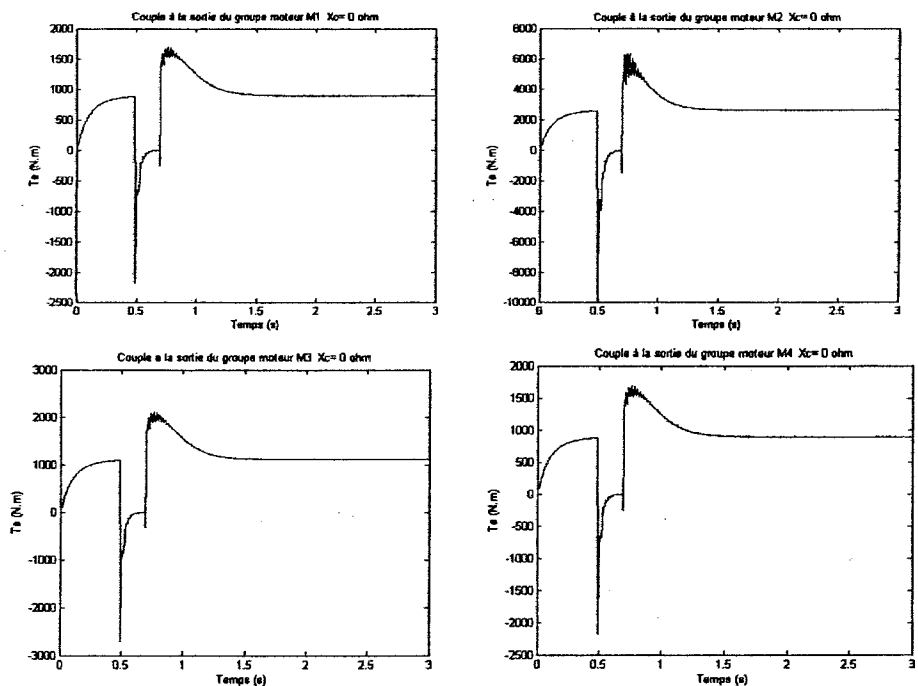 Couple à la sortie du groupe moteur M1 Xc= 0 ohm
2000
1500
1000
500
0
-500
-1000
-1500
-2000
-2500
Te (N.m)
0 0.5 1 1.5 2 2.5 3
Temps (s)
Couple à la sortie du groupe moteur M2 Xc= 0 ohm
8000
6000
4000
2000
0
-2000
-4000
-6000
-8000
-10000
Te (N.m)
0 0.5 1 1.5 2 2.5 3
Temps (s)
Couple a la sortie du groupe moteur M3 Xc= 0 ohm
3000
2000
1000
0
-1000
-2000
-3000
Te (N.m)
0 0.5 1 1.5 2 2.5 3
Temps (s)
Couple à la sortie du groupe moteur M4 Xc= 0 ohm
2000
1500
1000
500
0
-500
-1000
-1500
-2000
-2500
Te (N.m)
0 0.5 1 1.5 2 2.5 3
Temps (s)